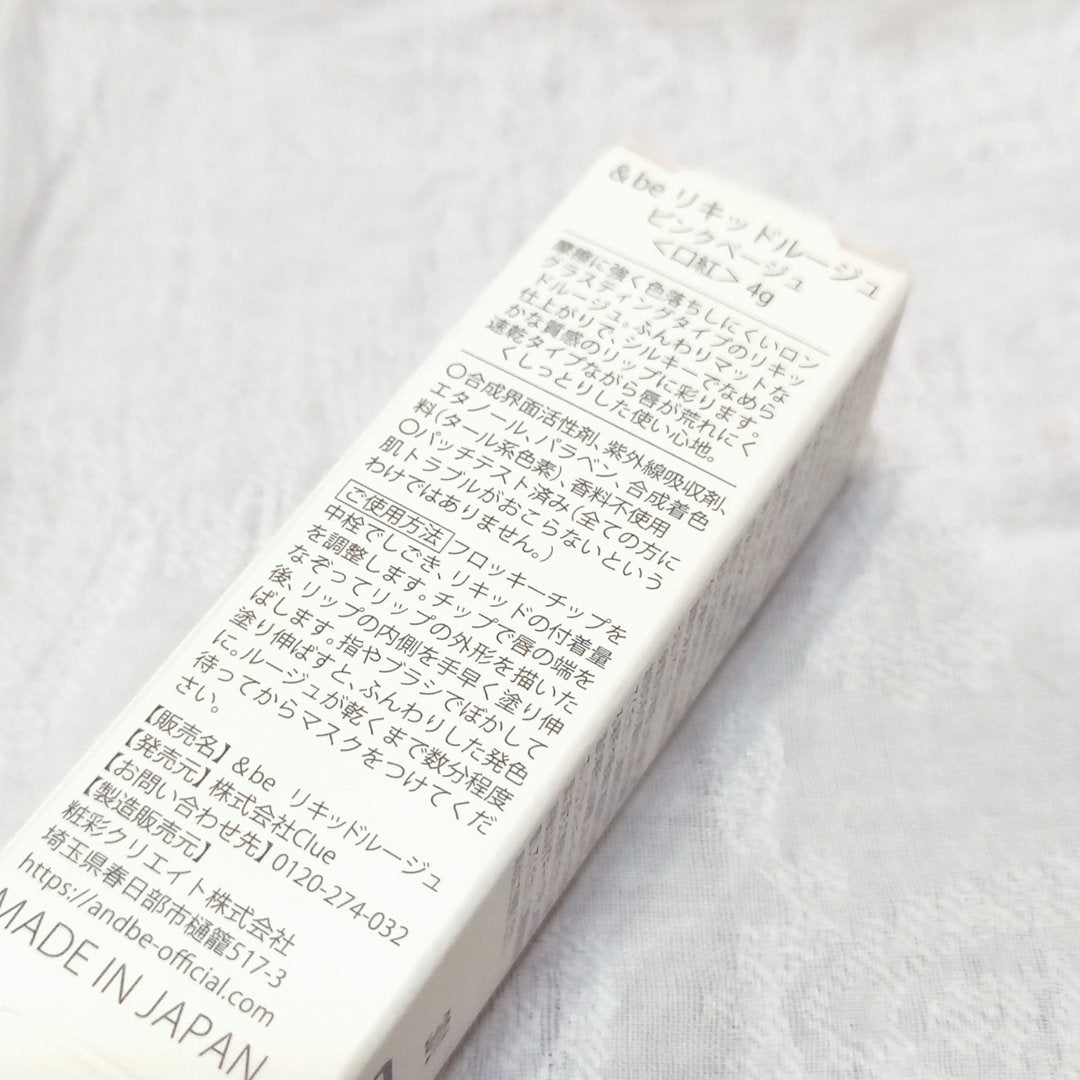 &be リキッドルージュ
ピンクベージュ
<口紅> 4g
摩擦に強く色落ちしにくいロン
グラスティングタイプのリキッ
ドルージュ。ふんわりマットな
仕上がりで、シルキーでなめら
かな質感のリップに彩ります。
速乾タイプながら唇が荒れにく
くしっとりした使い心地。
○合成界面活性剤、紫外線吸収剤、
エタノール、パラベン、合成着色
料(タール系色素)、香料不使用
○パッチテスト済み(全ての方に
肌トラブルがおこらないという
わけではありません。)
ご使用方法 フロッキーチップを
中栓でしごき、リキッドの付着量
を調整します。チップで唇の端を
なぞってリップの外形を描いた
後、リップの内側を手早く塗り伸
ばします。指やブラシでぼかして
塗り伸ばすと、ふんわりした発色
に。ルージュが乾くまで数分程度
待ってからマスクをつけてくだ
さい。
【販売名】&be リキッドルージュ
【発売元】株式会社Clue
【お問い合わせ先】0120-274-032
【製造販売元】
粧彩クリエイト株式会社
埼玉県春日部市樋籠517-3
https://andbe-official.com
MADE IN JAPAN